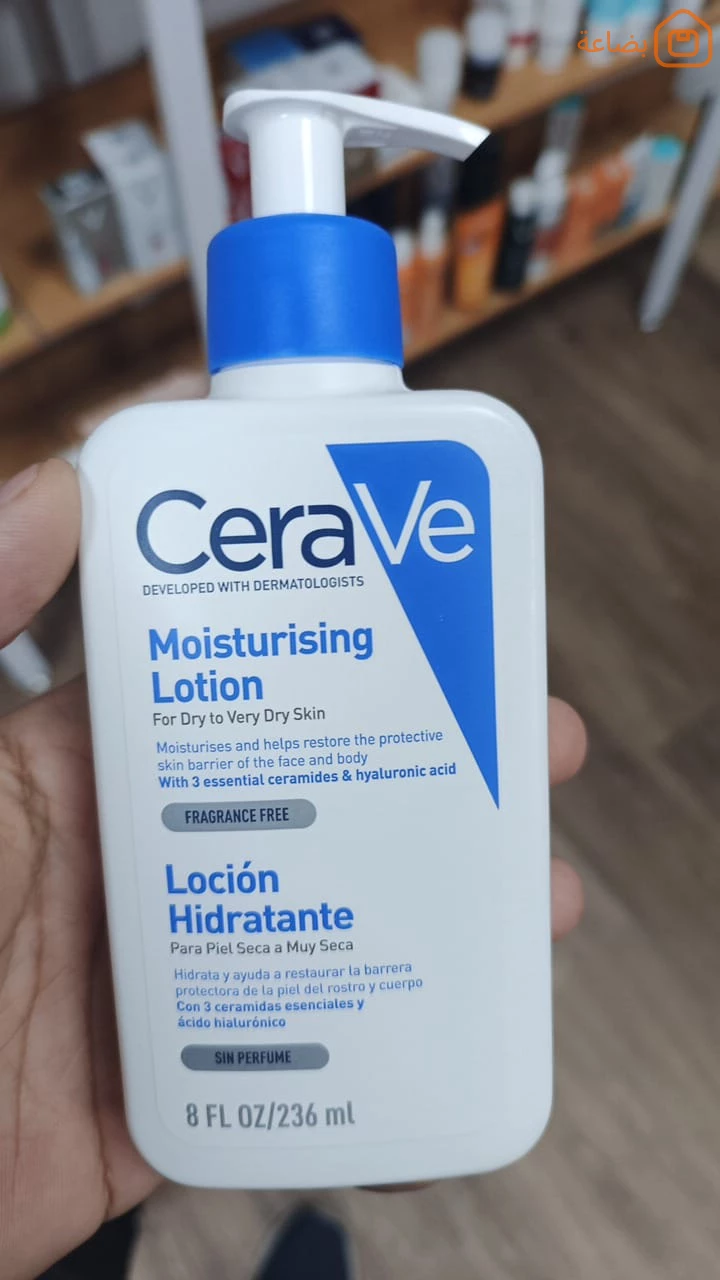 بضاعة
CeraVe
DEVELOPED WITH DERMATOLOGISTS
Moisturising
Lotion
For Dry to Very Dry Skin
Moisturises and helps restore the protective
skin barrier of the face and body
With 3 essential ceramides & hyaluronic acid
FRAGRANCE FREE
Loción
Hidratante
Para Piel Seca a Muy Seca
Hidrata y ayuda a restaurar la barrera
protectora de la piel del rostro y cuerpo
Con 3 ceramidas esenciales y
ácido hialurónico
SIN PERFUME
8 FL OZ/236 ml